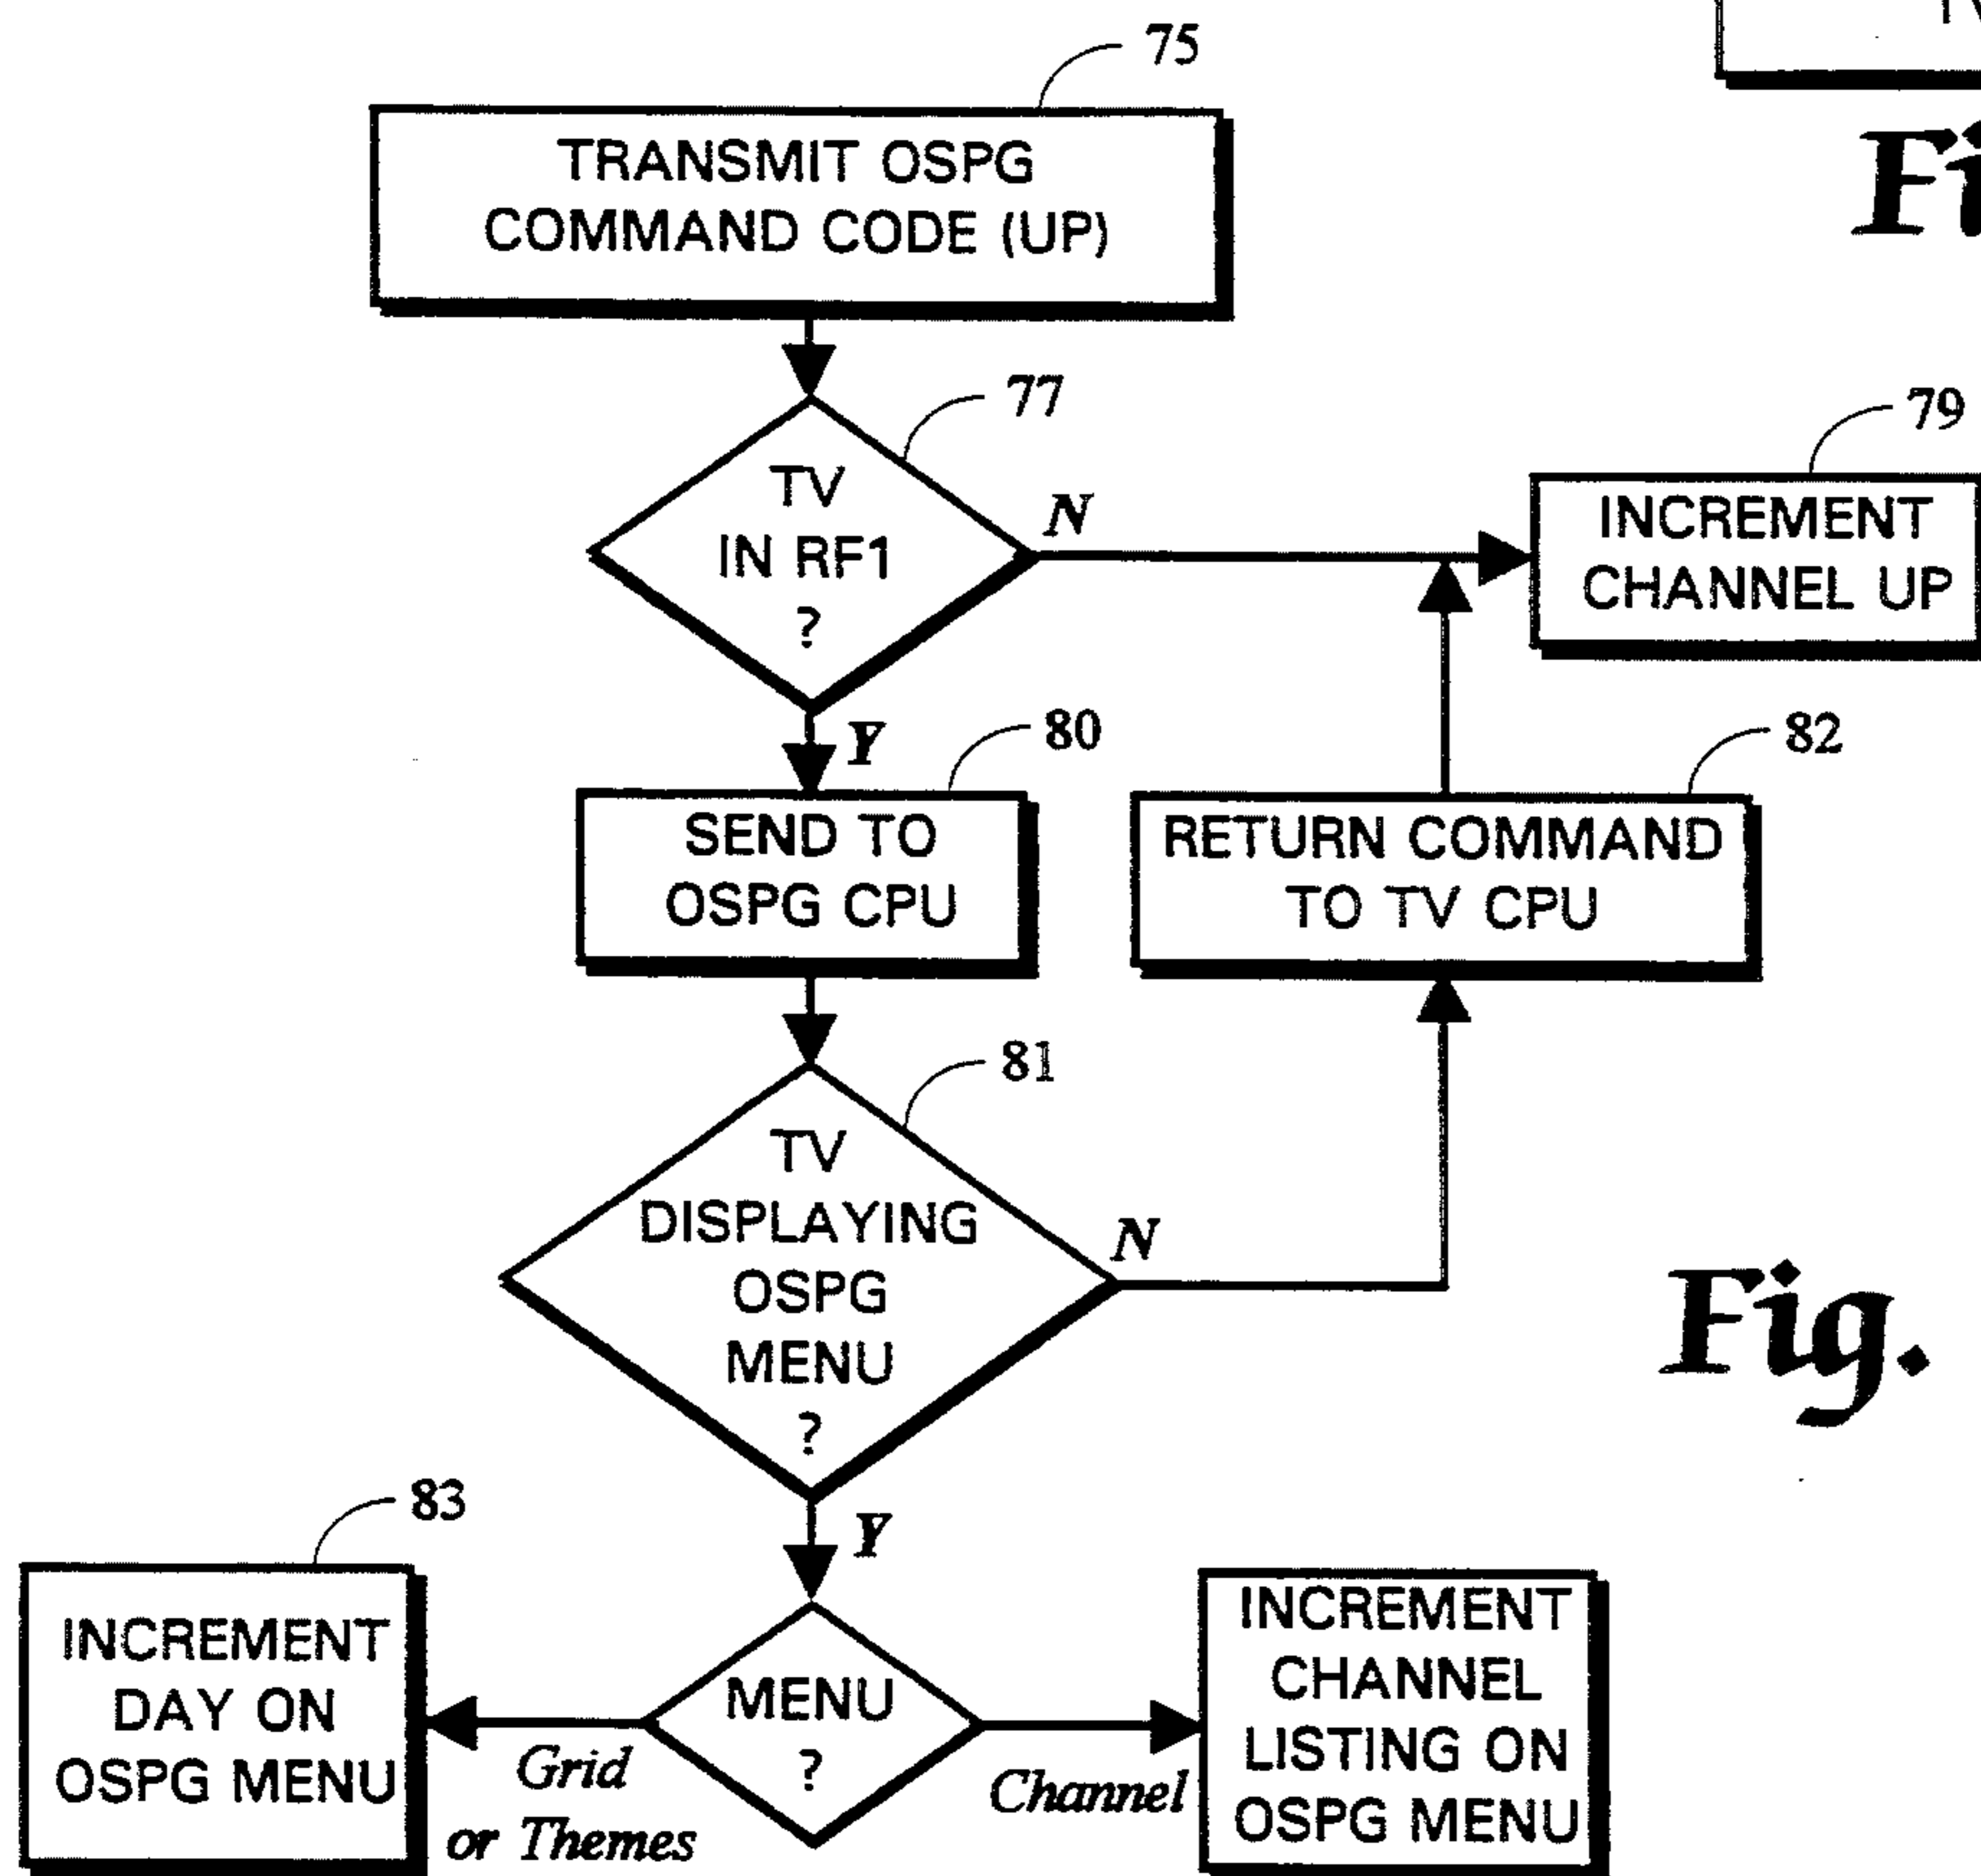 75
TRANSMIT OSPG
COMMAND CODE (UP)
77
TV
IN RF1
?
N
79
INCREMENT
CHANNEL UP
Y
80
SEND TO
OSPG CPU
82
RETURN COMMAND
TO TV CPU
81
TV
DISPLAYING
OSPG
MENU
?
N
Fig.
Y
83
INCREMENT
DAY ON
OSPG MENU
MENU
?
Grid
or Themes
Channel
INCREMENT
CHANNEL
LISTING ON
OSPG MENU